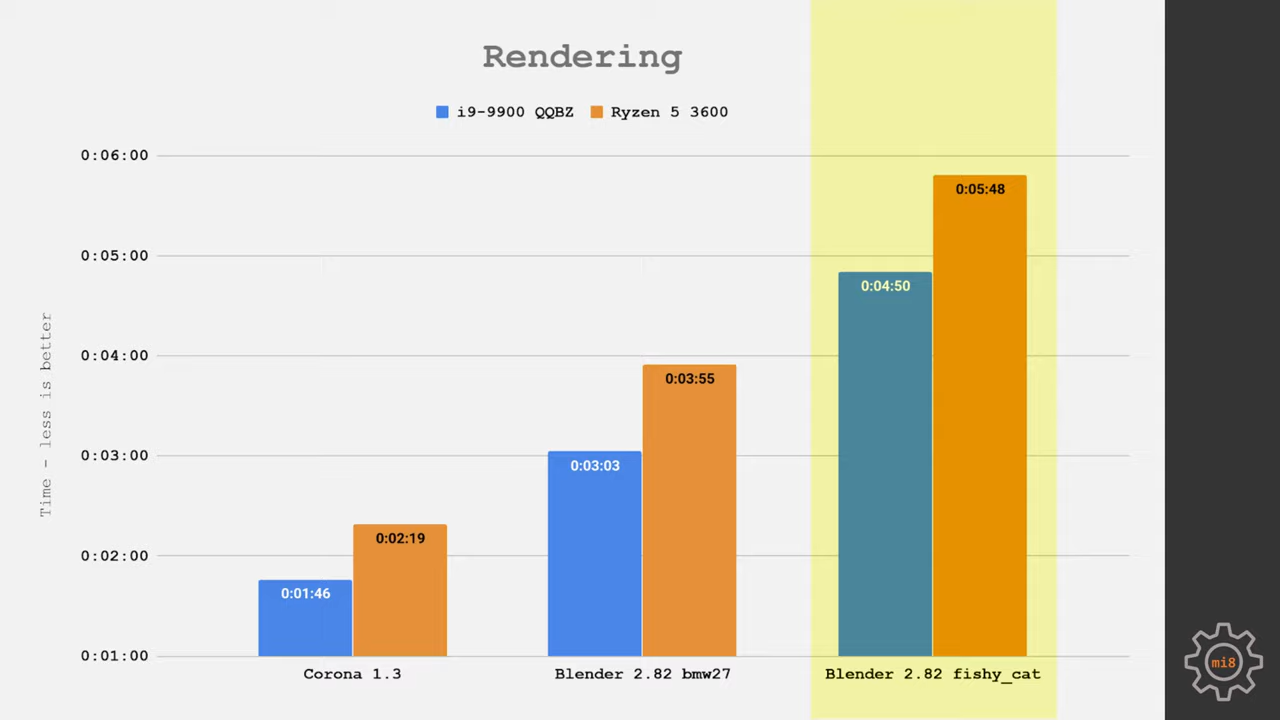 Rendering
i9-9900 QQBZ Ryzen 5 3600
0:06:00
0:05:00
0:04:00
0:03:00
0:02:00
0:01:00
Time - less is better
0:01:46
0:02:19
0:03:03
0:03:55
0:04:50
0:05:48
Corona 1.3 Blender 2.82 bmw27 Blender 2.82 fishy_cat
mi8